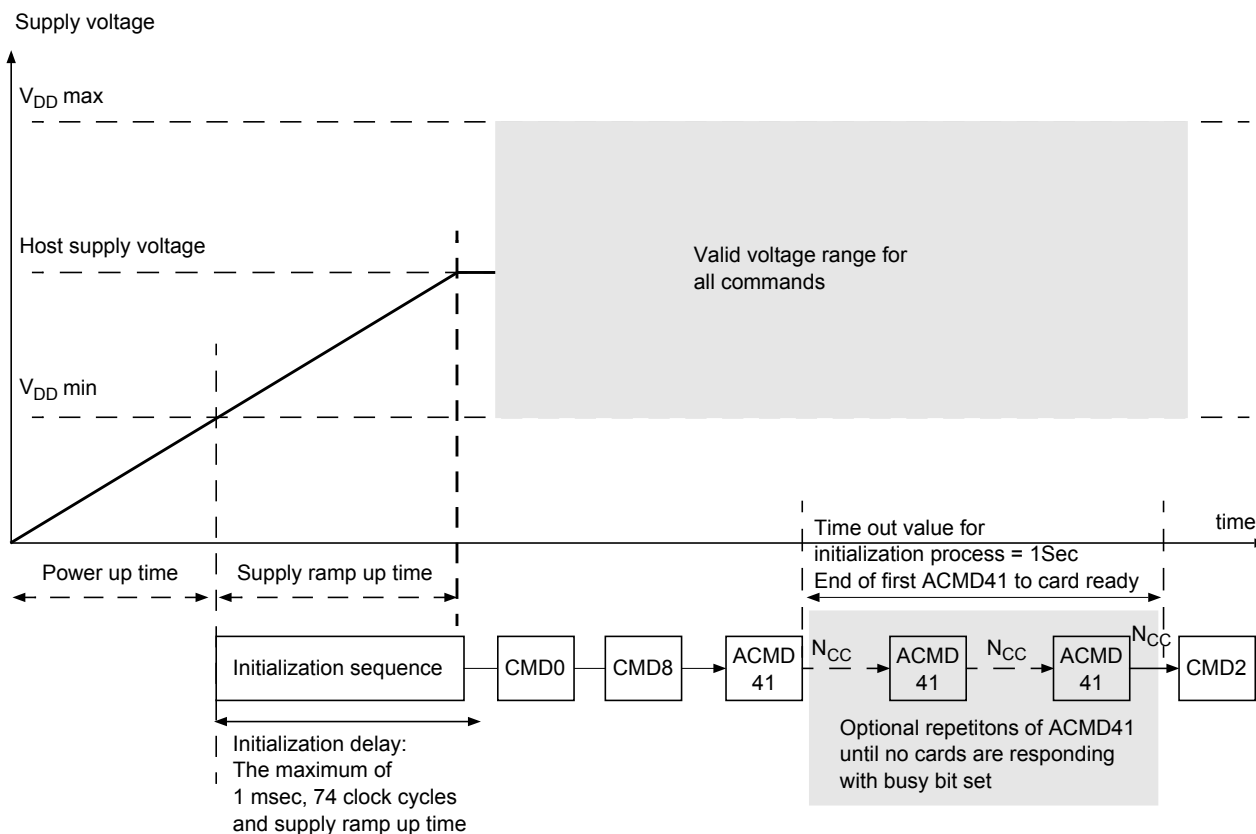 Supply voltage
V_DD max
Host supply voltage
Valid voltage range for
all commands
V_DD min
time
Time out value for
initialization process = 1Sec
End of first ACMD41 to card ready
Power up time
Supply ramp up time
Initialization sequence
CMD0
CMD8
ACMD
41
N_CC
ACMD
41
N_CC
ACMD
41
N_CC
CMD2
Optional repetitons of ACMD41
until no cards are responding
with busy bit set
Initialization delay:
The maximum of
1 msec, 74 clock cycles
and supply ramp up time